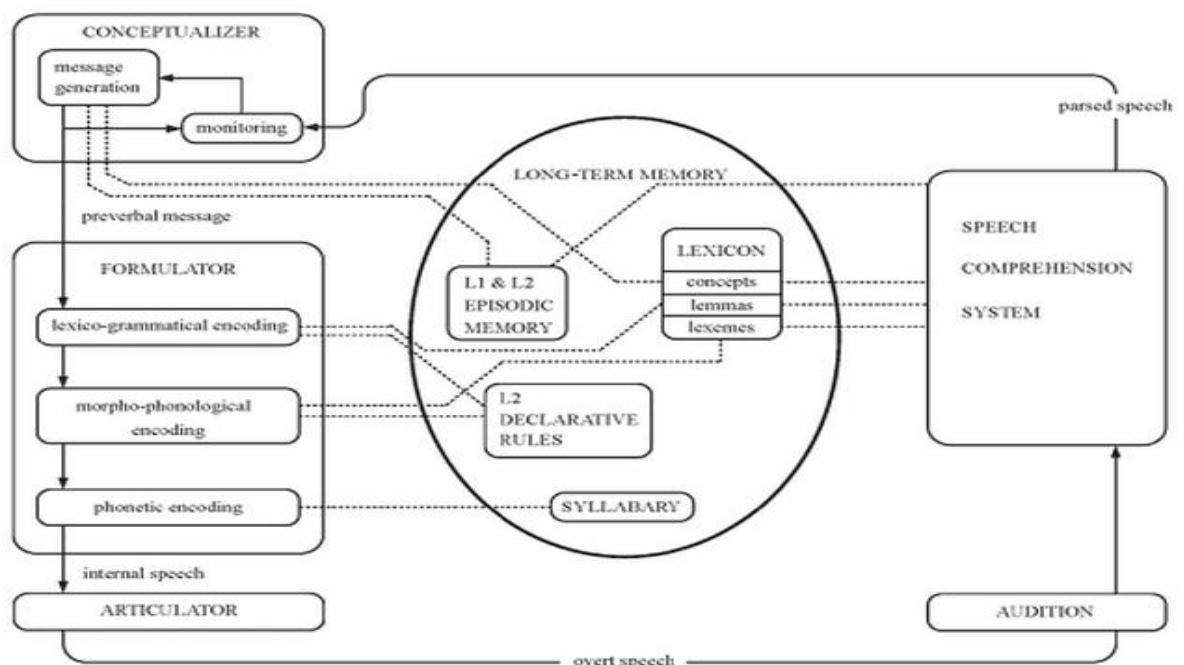 CONCEPTUALIZER
message
generation
monitoring
parsed speech
LONG-TERM MEMORY
preverbal message
SPEECH
COMPREHENSION
SYSTEM
FORMULATOR
LEXICON
concepts
lemmas
lexemes
L1 & L2
EPISODIC
MEMORY
lexico-grammatical encoding
morpho-phonological
encoding
L2
DECLARATIVE
RULES
phonetic encoding
SYLLABARY
internal speech
ARTICULATOR
AUDITION
overt speech